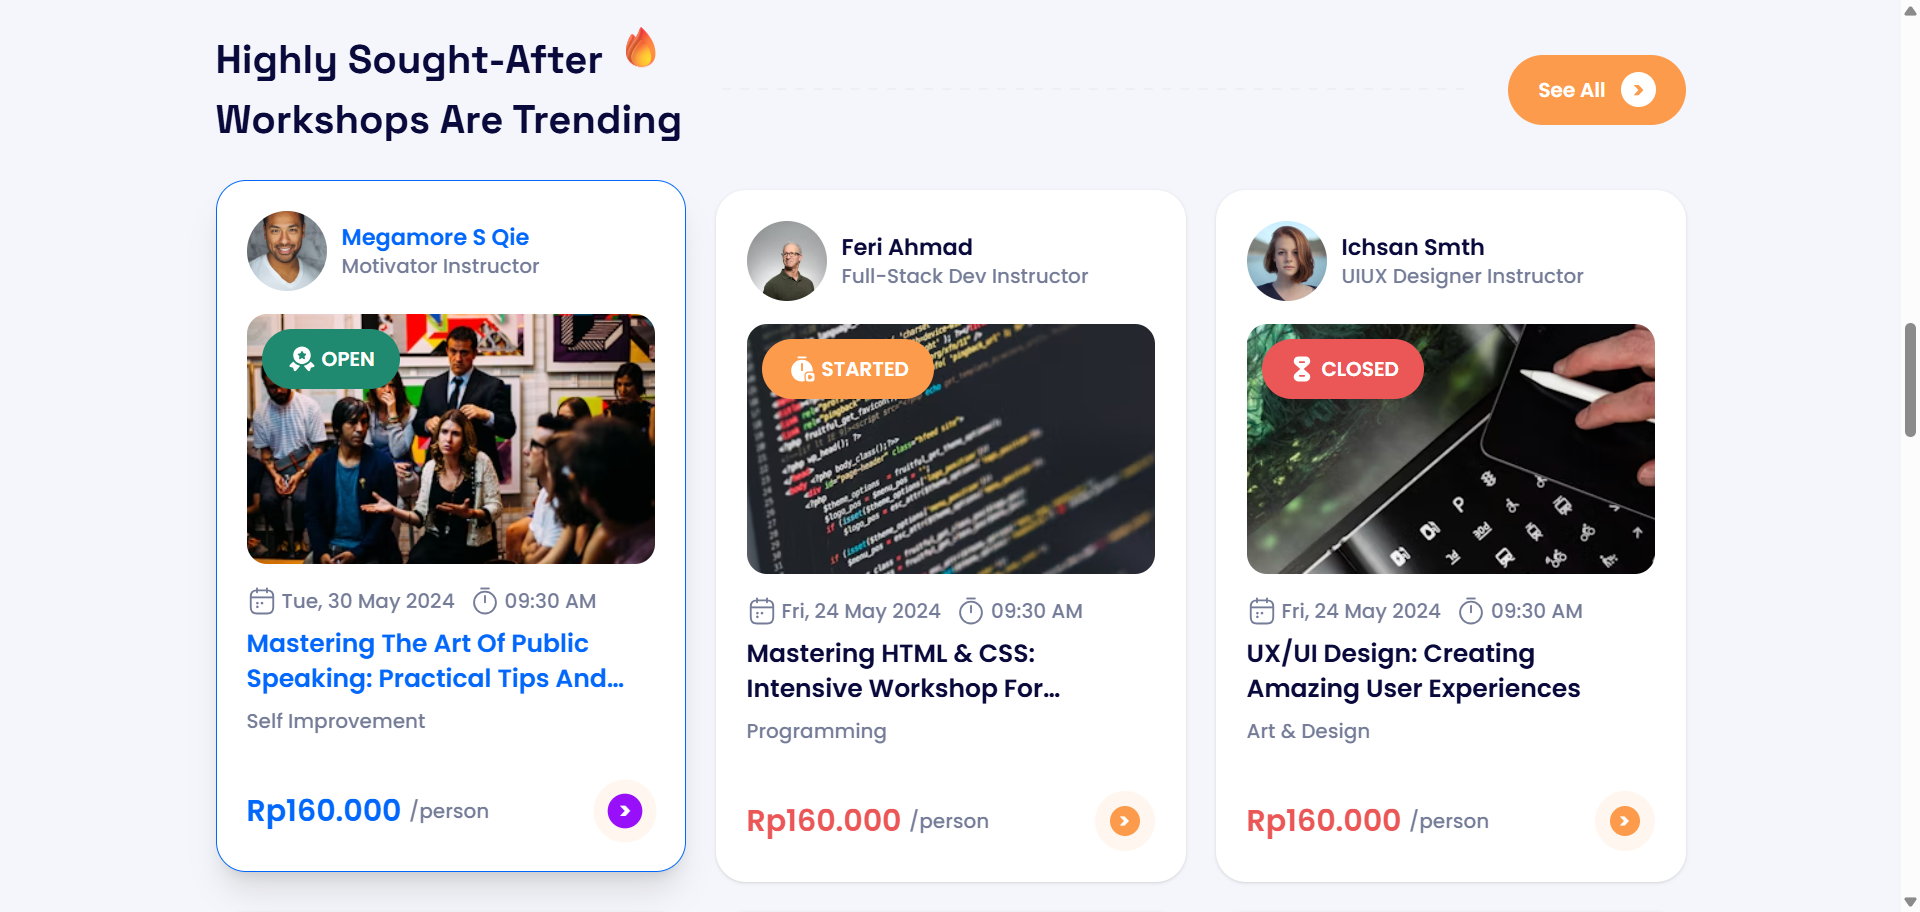 Highly Sought-After
Workshops Are Trending
See All
Megamore S Qie
Motivator Instructor
OPEN
Tue, 30 May 2024 09:30 AM
Mastering The Art Of Public
Speaking: Practical Tips And...
Self Improvement
Rp160.000 /person
Feri Ahmad
Full-Stack Dev Instructor
STARTED
Fri, 24 May 2024 09:30 AM
Mastering HTML & CSS:
Intensive Workshop For...
Programming
Rp160.000 /person
Ichsan Smth
UIUX Designer Instructor
CLOSED
Fri, 24 May 2024 09:30 AM
UX/UI Design: Creating
Amazing User Experiences
Art & Design
Rp160.000 /person